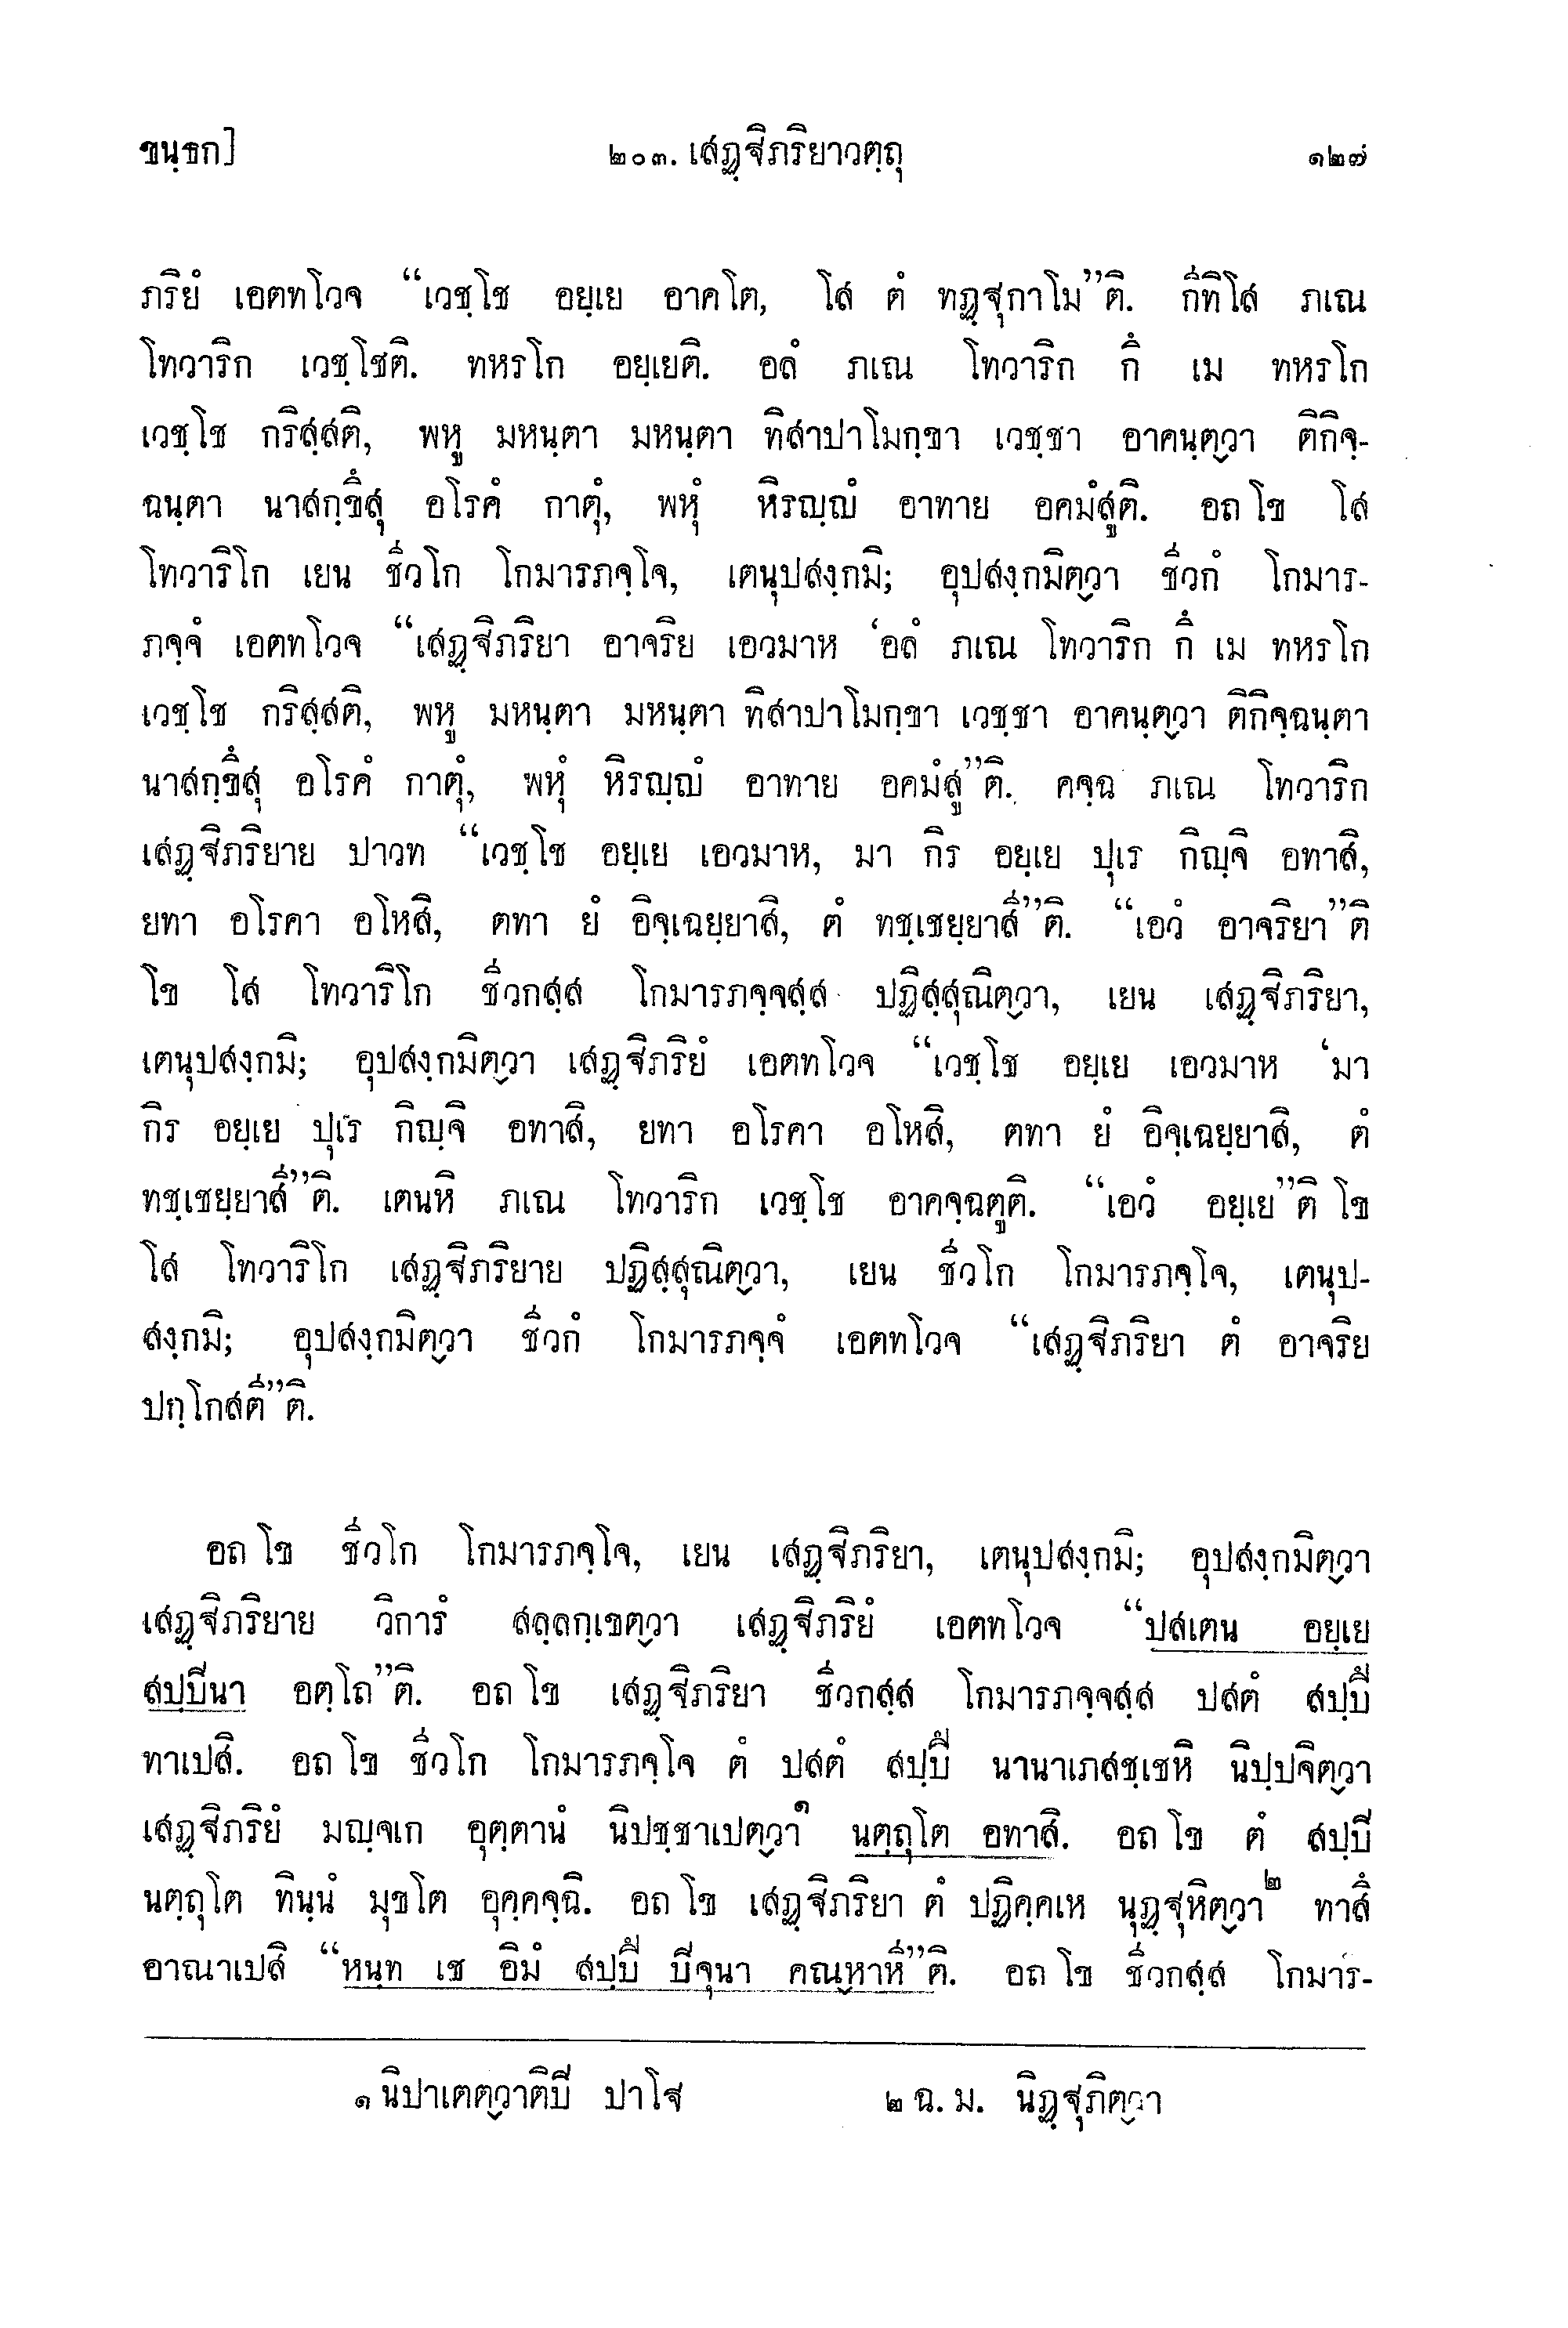 ขนฺธก]
๒๐๓. เสฏฺฐิภริยาวตฺถุ
๑๒๗
ภริยํ เอตทโวจ “เวชฺโช อยฺเย อาคโต, โส ตํ ทฏฺฐุกาโม”ติ. กีทิโส ภเณ
โทวาริก เวชฺโชติ. ทหรโก อยฺเยติ. อลํ ภเณ โทวาริก กึ เม ทหรโก
เวชฺโช กริสฺสติ, พหู มหนฺตา มหนฺตา ทิสาปาโมกฺขา เวชฺชา อาคนฺตฺวา ติกิจฺ-
ฉนฺตา นาสกฺขึสุ อโรคํ กาตุํ, พหุํ หิรญฺญํ อาทาย อคมํสูติ. อถ โข โส
โทวาริโก เยน ชีวโก โกมารภจฺโจ, เตนุปสงฺกมิ; อุปสงฺกมิตฺวา ชีวกํ โกมาร-
ภจฺจํ เอตทโวจ “เสฏฺฐิภริยา อาจริย เอวมาห ‘อลํ ภเณ โทวาริก กึ เม ทหรโก
เวชฺโช กริสฺสติ, พหู มหนฺตา มหนฺตา ทิสาปาโมกฺขา เวชฺชา อาคนฺตฺวา ติกิจฺฉนฺตา
นาสกฺขึสุ อโรคํ กาตุํ, พหุํ หิรญฺญํ อาทาย อคมํสู”ติ. คจฺฉ ภเณ โทวาริก
เสฏฺฐิภริยาย ปาวท “เวชฺโช อยฺเย เอวมาห, มา กิร อยฺเย ปุเร กิญฺจิ อทาสิ,
ยทา อโรคา อโหสิ, ตทา ยํ อิจฺเฉยฺยาสิ, ตํ ทชฺเชยฺยาสี”ติ. “เอวํ อาจริยา”ติ
โข โส โทวาริโก ชีวกสฺส โกมารภจฺจสฺส ปฏิสฺสุณิตฺวา, เยน เสฏฺฐิภริยา,
เตนุปสงฺกมิ; อุปสงฺกมิตฺวา เสฏฺฐิภริยํ เอตทโวจ “เวชฺโช อยฺเย เอวมาห ‘มา
กิร อยฺเย ปุเร กิญฺจิ อทาสิ, ยทา อโรคา อโหสิ, ตทา ยํ อิจฺเฉยฺยาสิ, ตํ
ทชฺเชยฺยาสี”ติ. เตนหิ ภเณ โทวาริก เวชฺโช อาคจฺฉตูติ. “เอวํ อยฺเย”ติ โข
โส โทวาริโก เสฏฺฐิภริยาย ปฏิสฺสุณิตฺวา, เยน ชีวโก โกมารภจฺโจ, เตนุป-
สงฺกมิ; อุปสงฺกมิตฺวา ชีวกํ โกมารภจฺจํ เอตทโวจ “เสฏฺฐิภริยา ตํ อาจริย
ปกฺโกสตี”ติ.
อถ โข ชีวโก โกมารภจฺโจ, เยน เสฏฺฐิภริยา, เตนุปสงฺกมิ; อุปสงฺกมิตฺวา
เสฏฺฐิภริยาย วิการํ สลฺลกฺเขตฺวา เสฏฺฐิภริยํ เอตทโวจ “ปสเตน อยฺเย
สปฺปินา อตฺโถ”ติ. อถ โข เสฏฺฐิภริยา ชีวกสฺส โกมารภจฺจสฺส ปสตํ สปฺปึ
ทาเปสิ. อถ โข ชีวโก โกมารภจฺโจ ตํ ปสตํ สปฺปึ นานาเภสชฺเชหิ นิปฺปจิตฺวา
เสฏฺฐิภริยํ มญฺจเก อุตฺตานํ นิปชฺชาเปตฺวา๑ นตฺถุโต อทาสิ. อถ โข ตํ สปฺปิ
นตฺถุโต ทินฺนํ มุขโต อุคฺคจฺฉิ. อถ โข เสฏฺฐิภริยา ตํ ปฏิคฺคเห นุฏฺฐุหิตฺวา๒ ทาสึ
อาณาเปสิ “หนฺท เช อิมํ สปฺปึ ปิจุนา คณฺหาหี”ติ. อถ โข ชีวกสฺส โกมาร-
๑ นิปาเตตฺวาติปิ ปาโฐ
๒ ฉ. ม. นิฏฺฐุภิตฺวา